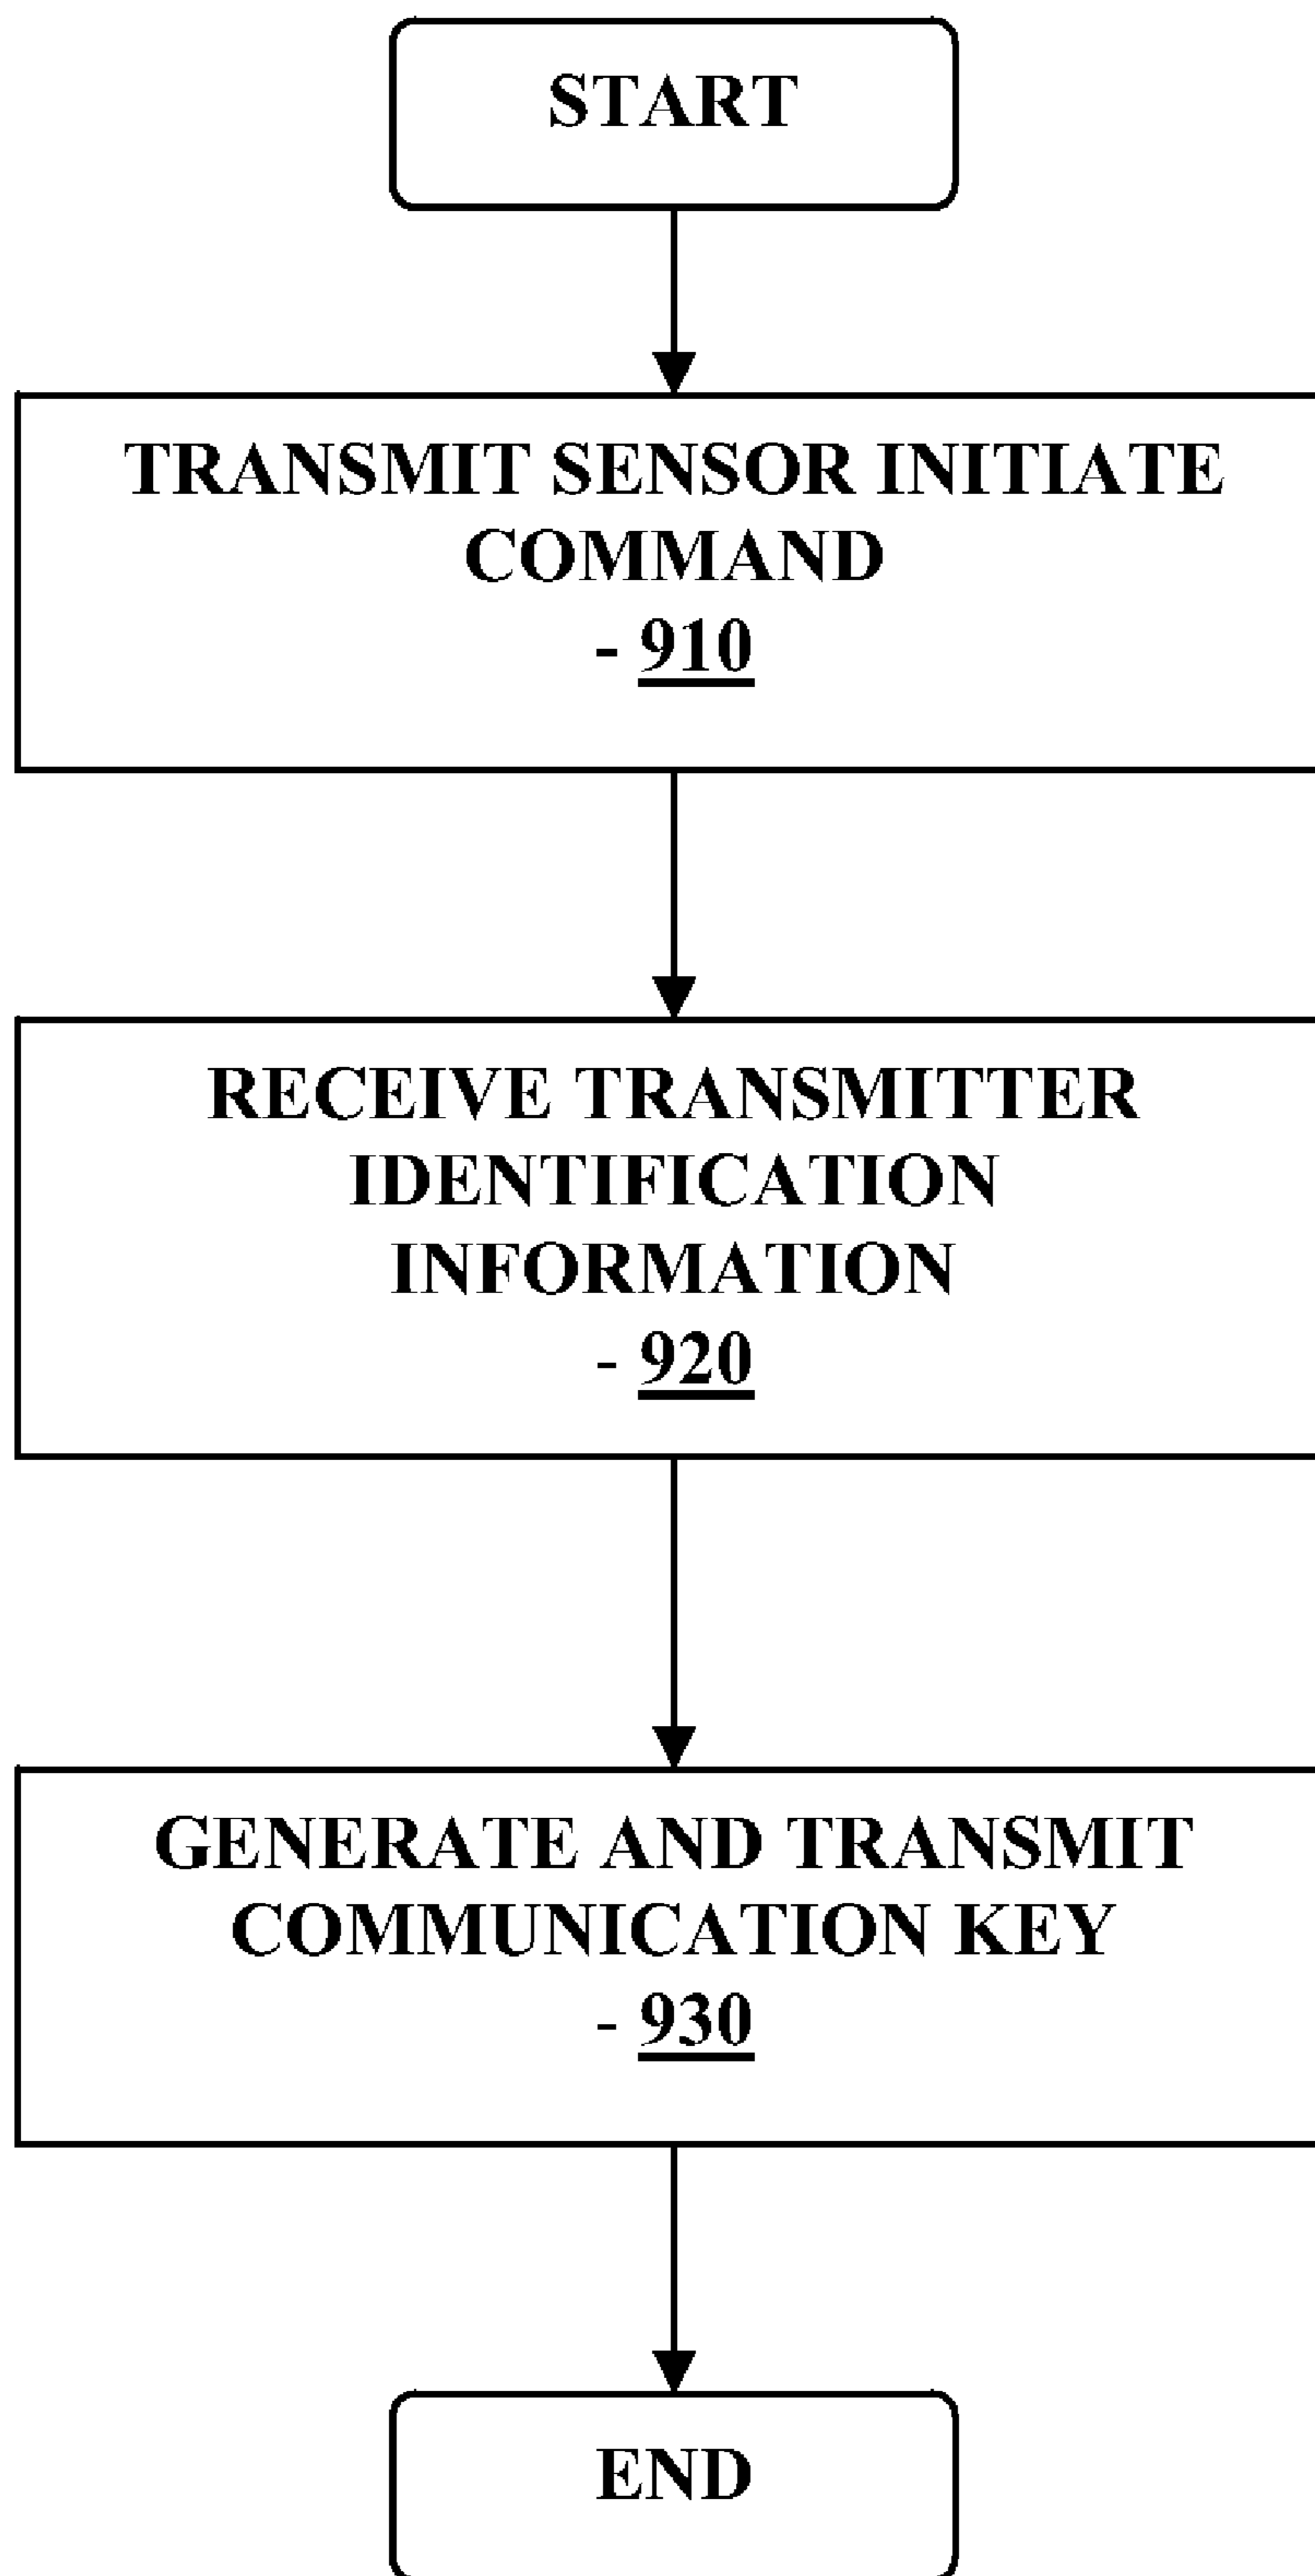 START
TRANSMIT SENSOR INITIATE
COMMAND
- 910
RECEIVE TRANSMITTER
IDENTIFICATION
INFORMATION
- 920
GENERATE AND TRANSMIT
COMMUNICATION KEY
- 930
END